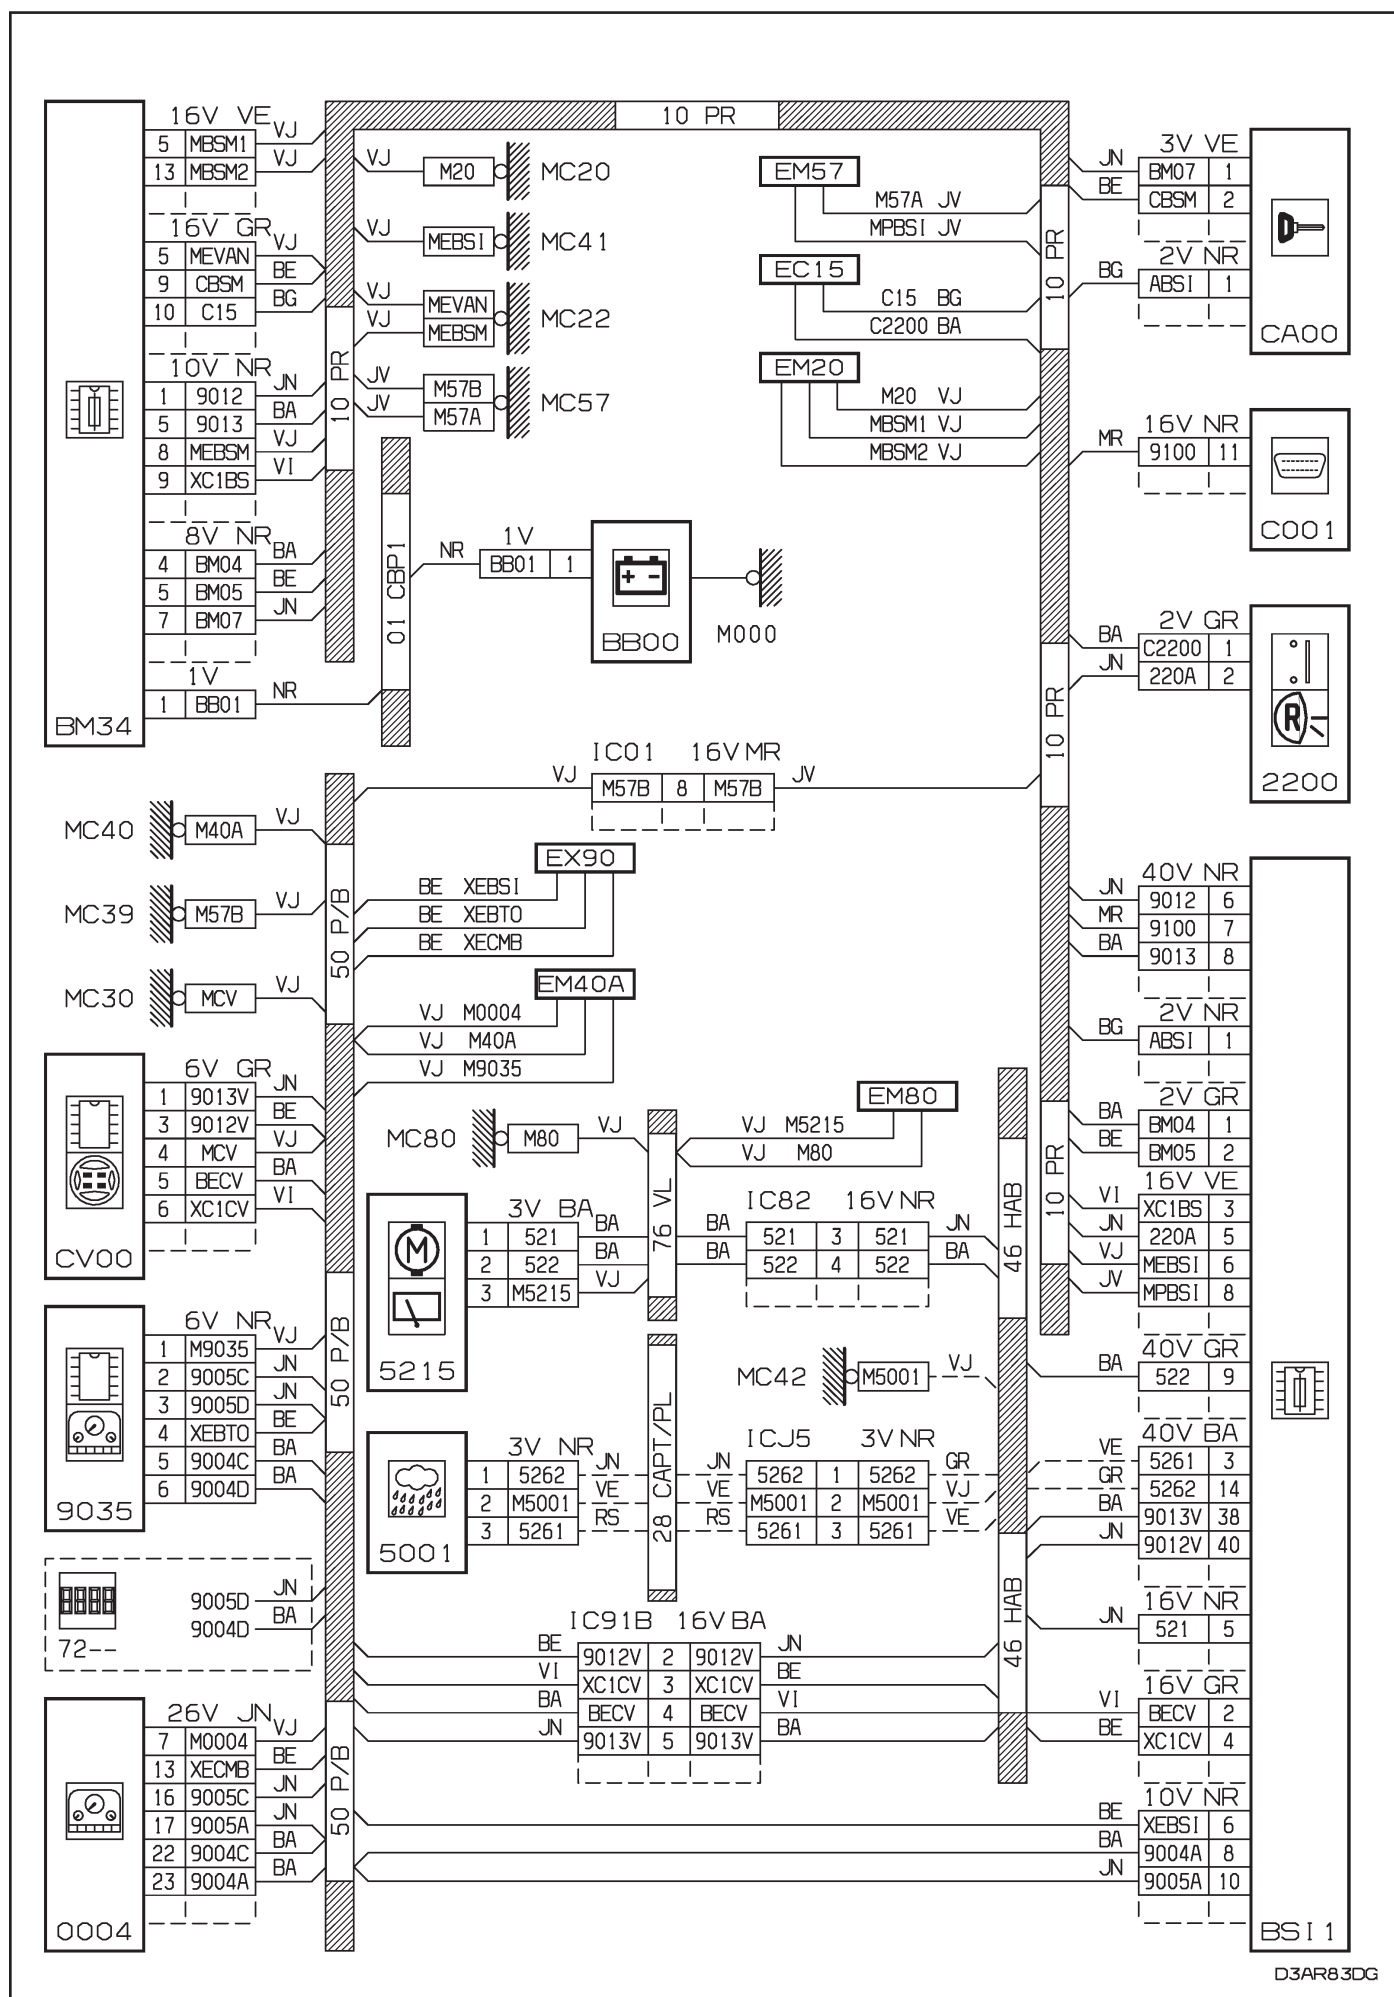 10 PR
16V VE
5 MBSM1 VJ
13 MBSM2 VJ
16V GR
5 MEVAN VJ
9 CBSM BE
10 C15 BG
10V NR
1 9012 JN
5 9013 BA
8 MEBSM VJ
9 XC1BS VI
8V NR
4 BM04 BA
5 BM05 BE
7 BM07 JN
1V
1 BB01 NR
BM34
10 PR
VJ M20 MC20
VJ MEBSI MC41
VJ MEVAN
VJ MEBSM
MC22
JV M57B
JV M57A
MC57
01 CBP1
NR
1V
BB01 1
BB00
M000
EM57
M57A JV
MPBSI JV
EC15
C15 BG
C2200 BA
EM20
M20 VJ
MBSM1 VJ
MBSM2 VJ
10 PR
3V VE
JN BM07 1
BE CBSM 2
2V NR
BG ABSI 1
CA00
16V NR
MR 9100 11
C001
2V GR
BA C2200 1
JN 220A 2
2200
10 PR
IC01 16V MR
VJ M57B 8 M57B JV
MC40 M40A VJ
MC39 M57B VJ
MC30 MCV VJ
50 P/B
EX90
BE XEBSI
BE XEBTO
BE XECMB
EM40A
VJ M0004
VJ M40A
VJ M9035
6V GR
1 9013V JN
3 9012V BE
4 MCV VJ
5 BECV BA
6 XC1CV VI
CV00
6V NR
1 M9035 VJ
2 9005C JN
3 9005D JN
4 XEBTO BE
5 9004C BA
6 9004D BA
9035
50 P/B
9005D JN
9004D BA
72--
26V JN
7 M0004 VJ
13 XECMB BE
16 9005C JN
17 9005A JN
22 9004C BA
23 9004A BA
0004
50 P/B
MC80 M80 VJ
EM80
VJ M5215
VJ M80
76 VL
3V BA
1 521 BA
2 522 BA
3 M5215 VJ
5215
IC82 16V NR
BA 521 3 521 JN
BA 522 4 522 BA
46 HAB
MC42 M5001 VJ
3V NR
1 5262 JN
2 M5001 VE
3 5261 RS
5001
28 CAPT/PL
ICJ5 3V NR
JN 5262 1 5262 GR
VE M5001 2 M5001 VJ
RS 5261 3 5261 VE
46 HAB
IC91B 16V BA
BE 9012V 2 9012V JN
VI XC1CV 3 XC1CV BE
BA BECV 4 BECV VI
JN 9013V 5 9013V BA
40V NR
JN 9012 6
MR 9100 7
BA 9013 8
2V NR
BG ABSI 1
2V GR
BA BM04 1
BE BM05 2
10 PR
16V VE
VI XC1BS 3
JN 220A 5
VJ MEBSI 6
JV MPBSI 8
40V GR
BA 522 9
40V BA
VE 5261 3
GR 5262 14
BA 9013V 38
JN 9012V 40
16V NR
JN 521 5
16V GR
VI BECV 2
BE XC1CV 4
10V NR
BE XEBSI 6
BA 9004A 8
JN 9005A 10
BSI1
D3AR83DG
R
M